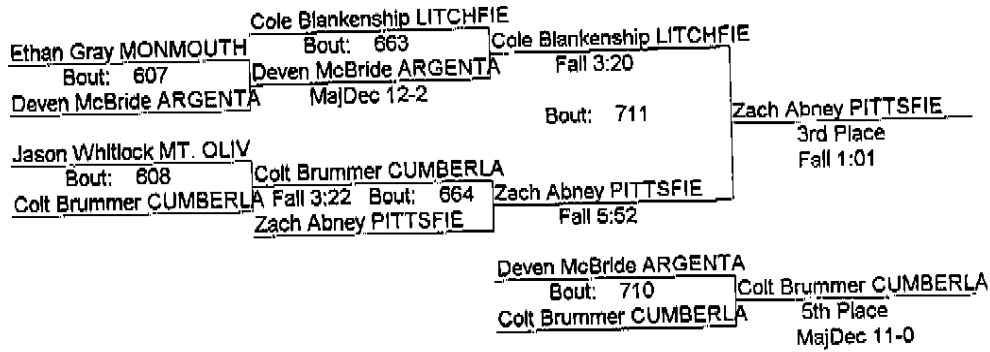 Cole Blankenship LITCHFIE
Ethan Gray MONMOUTH
Bout: 663
Cole Blankenship LITCHFIE
Bout: 607
Deven McBride ARGENTA
Fall 3:20
Deven McBride ARGENTA
MajDec 12-2
Bout: 711
Zach Abney PITTSFIE
3rd Place
Fall 1:01
Jason Whitlock MT. OLIV
Bout: 608
Colt Brummer CUMBERLA
Colt Brummer CUMBERLA
Fall 3:22 Bout: 664
Zach Abney PITTSFIE
Zach Abney PITTSFIE
Fall 5:52
Deven McBride ARGENTA
Bout: 710
Colt Brummer CUMBERLA
Colt Brummer CUMBERLA
5th Place
MajDec 11-0